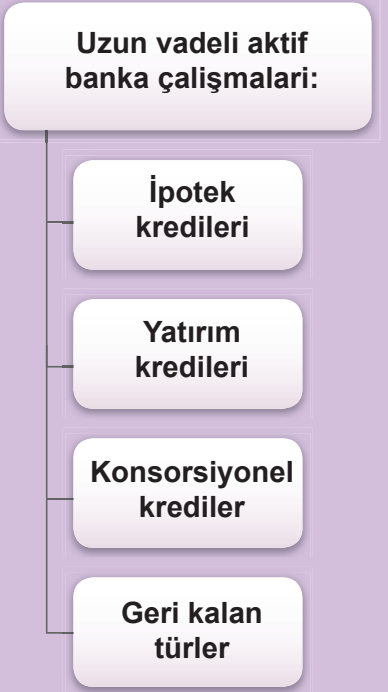 Uzun vadeli aktif
banka çalişmalari:
İpotek
kredileri
Yatırım
kredileri
Konsorsiyonel
krediler
Geri kalan
türler